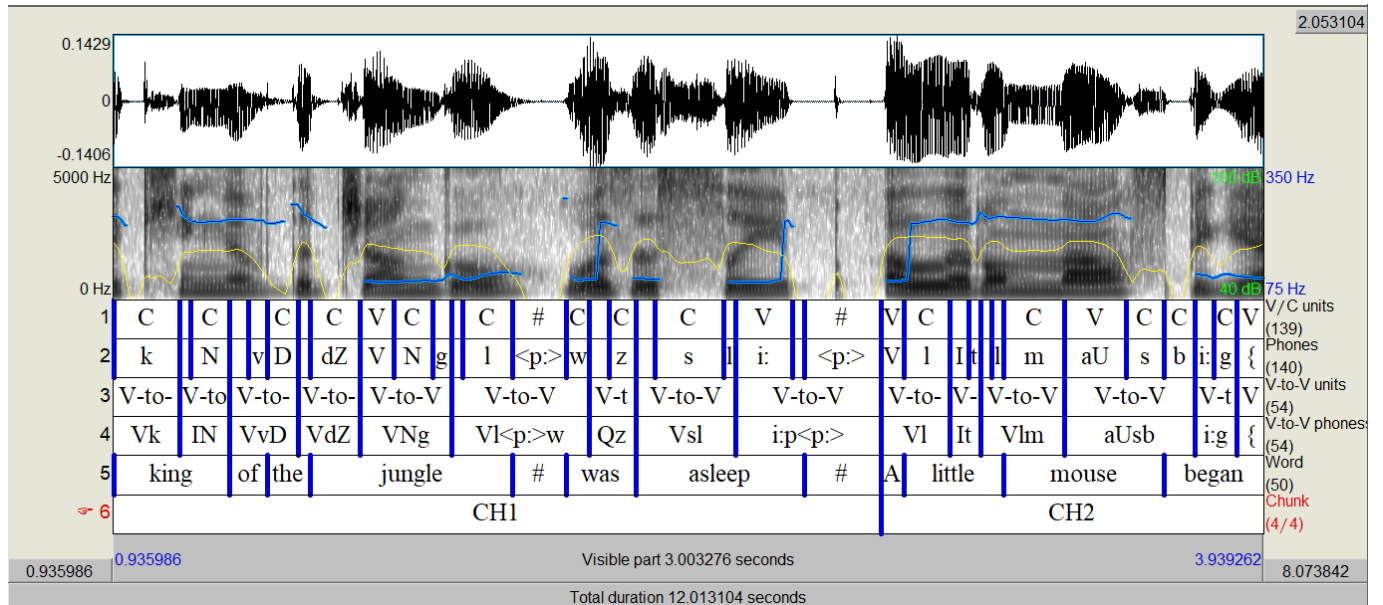 2.053104
0.1429
0
-0.1406
5000 Hz 100 dB 350 Hz
0 Hz 40 dB 75 Hz
1 C C C C V C C # C C C V # V C C V C C C V V/C units (139)
2 k N v D dZ V N g l <p:> w z s l i: <p:> V l I t l m aU s b i: g { Phones (140)
3 V-to- V-to V-to- V-to- V-to-V V-to-V V-t V-to-V V-to-V V-to- V- V-to-V V-to-V V-t V V-to-V units (54)
4 Vk IN VvD VdZ VNg Vl<p:>w Qz Vsl i:p<p:> Vl It Vlm aUsb i:g { V-to-V phones (54)
5 king of the jungle # was asleep # A little mouse began Word (50)
☞ 6 CH1 CH2 Chunk (4/4)
0.935986 Visible part 3.003276 seconds 3.939262
0.935986 8.073842
Total duration 12.013104 seconds